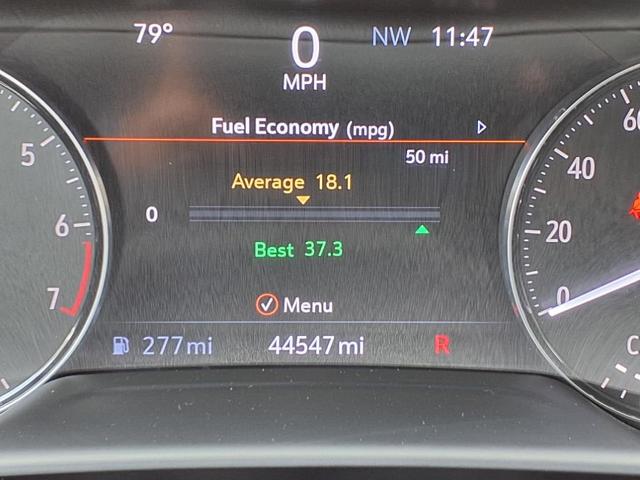 79° 0 NW 11:47
MPH
Fuel Economy (mpg)
50 mi
Average 18.1
0
Best 37.3
Menu
277mi 44547mi R
5
6
7
60
40
20
0
C